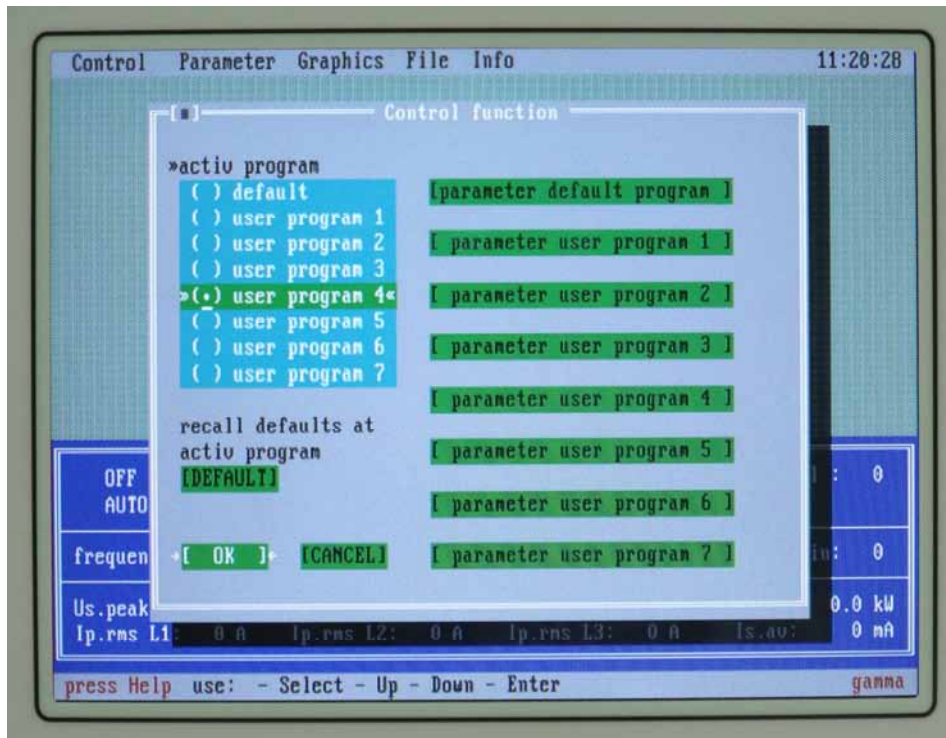 Control Parameter Graphics File Info 11:20:28
[■] Control function
»activ program
( ) default
( ) user program 1
( ) user program 2
( ) user program 3
»(•) user program 4«
( ) user program 5
( ) user program 6
( ) user program 7
recall defaults at
activ program
[DEFAULT]
[ OK ] [CANCEL]
[parameter default program ]
[ parameter user program 1 ]
[ parameter user program 2 ]
[ parameter user program 3 ]
[ parameter user program 4 ]
[ parameter user program 5 ]
[ parameter user program 6 ]
[ parameter user program 7 ]
OFF : 0
AUTO
frequen : 0
Us.peak 0.0 kW
Ip.rms L1: 0 A Ip.rms L2: 0 A Ip.rms L3: 0 A Is.av: 0 mA
press Help use: - Select - Up - Down - Enter gamma